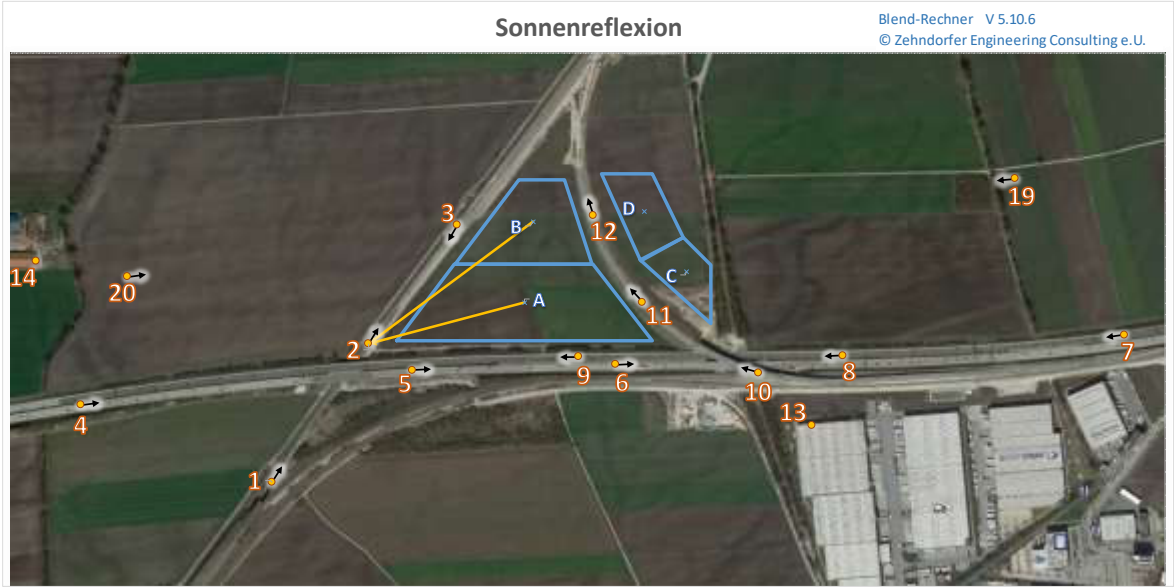 Sonnenreflexion
Blend-Rechner V 5.10.6
© Zehndorfer Engineering Consulting e.U.
19
D
3
B
12
14
20
C
A
11
2
7
9
8
5
6
10
4
13
1